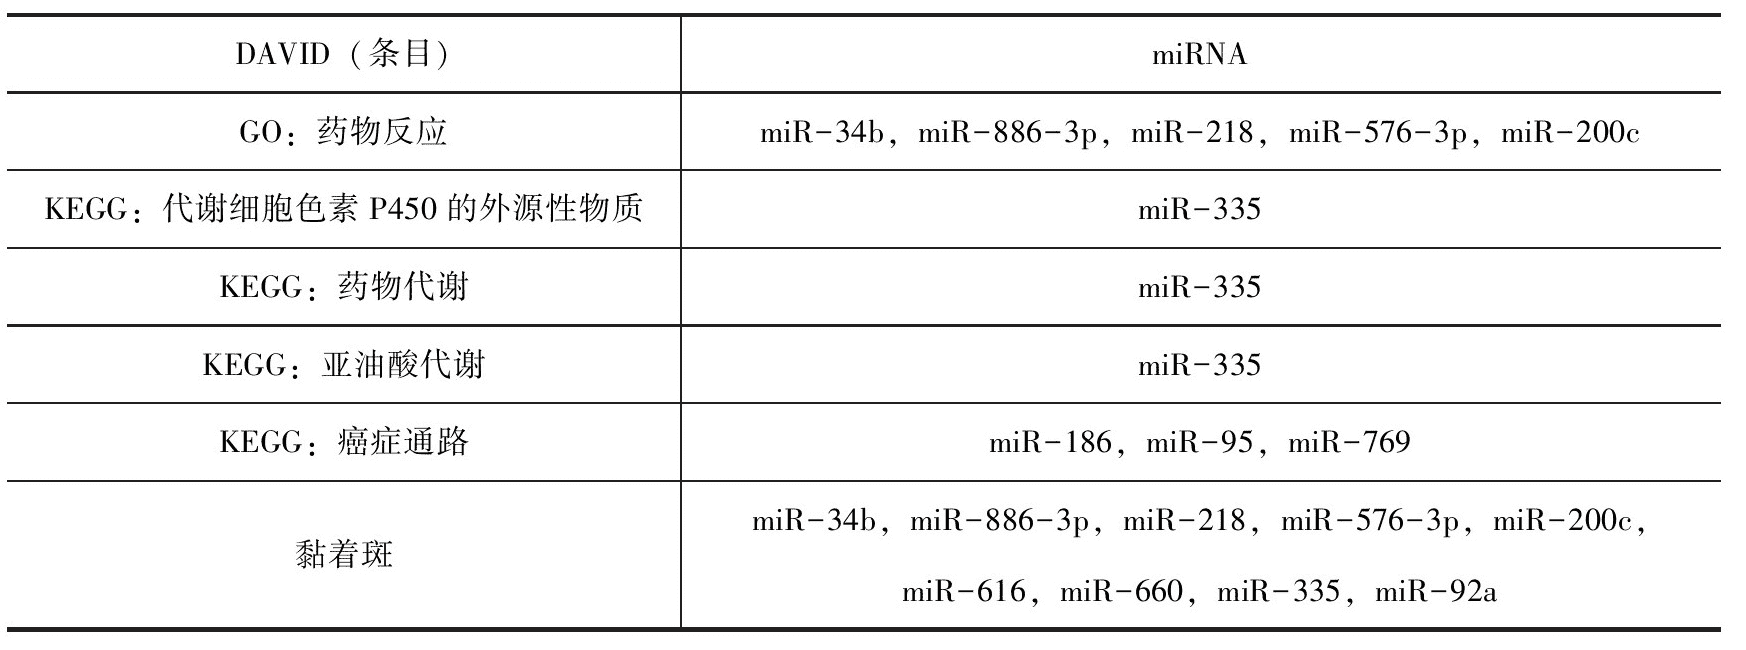 DAVID（条目） miRNA
GO：药物反应 miR-34b，miR-886-3p，miR-218，miR-576-3p，miR-200c
KEGG：代谢细胞色素 P450 的外源性物质 miR-335
KEGG：药物代谢 miR-335
KEGG：亚油酸代谢 miR-335
KEGG：癌症通路 miR-186，miR-95，miR-769
黏着斑 miR-34b，miR-886-3p，miR-218，miR-576-3p，miR-200c，
miR-616，miR-660，miR-335，miR-92a